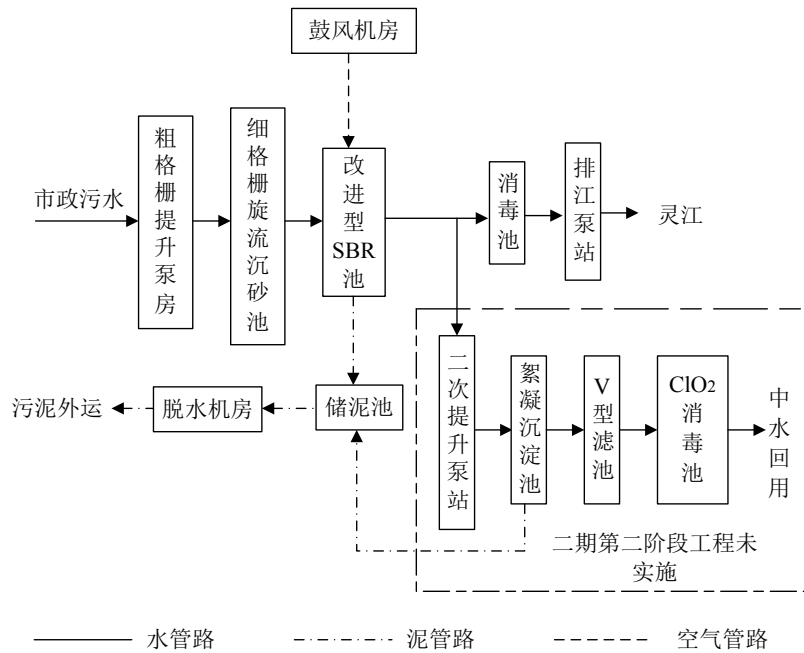 鼓风机房
市政污水
粗格栅提升泵房
细格栅旋流沉砂池
改进型SBR池
消毒池
排江泵站
灵江
污泥外运
脱水机房
储泥池
二次提升泵站
絮凝沉淀池
V型滤池
ClO₂消毒池
中水回用
二期第二阶段工程未
实施
水管路
泥管路
空气管路